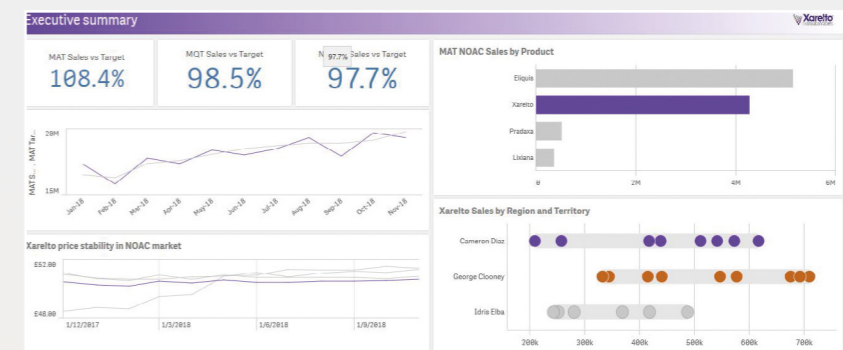 Executive summary
Xarelto
MAT Sales vs Target
108.4%
MQT Sales vs Target
98.5%
N
97.7%
Sales vs Target
97.7%
MAT NOAC Sales by Product
Eliquis
Xarelto
Pradaxa
Lixiana
0
2M
4M
6M
MAT S... , MAT Tar...
29M
15M
Jan-18
Feb-18
Mar-18
Apr-18
May-18
Jun-18
Jul-18
Aug-18
Sep-18
Oct-18
Nov-18
Xarelto price stability in NOAC market
£52.00
£48.00
1/12/2017
1/3/2018
1/6/2018
1/9/2018
Xarelto Sales by Region and Territory
Cameron Diaz
George Clooney
Idris Elba
200k
300k
400k
500k
600k
700k